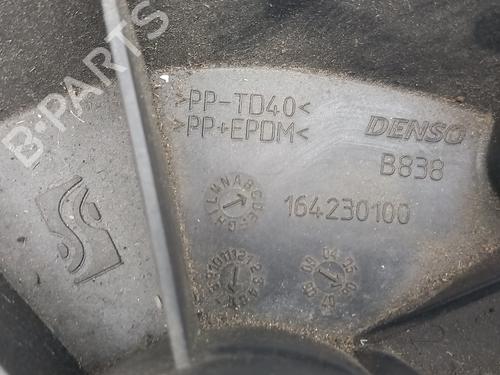 >PP-TD40<
>PP+EPDM<
DENSO
B838
164230100
B-PARTS